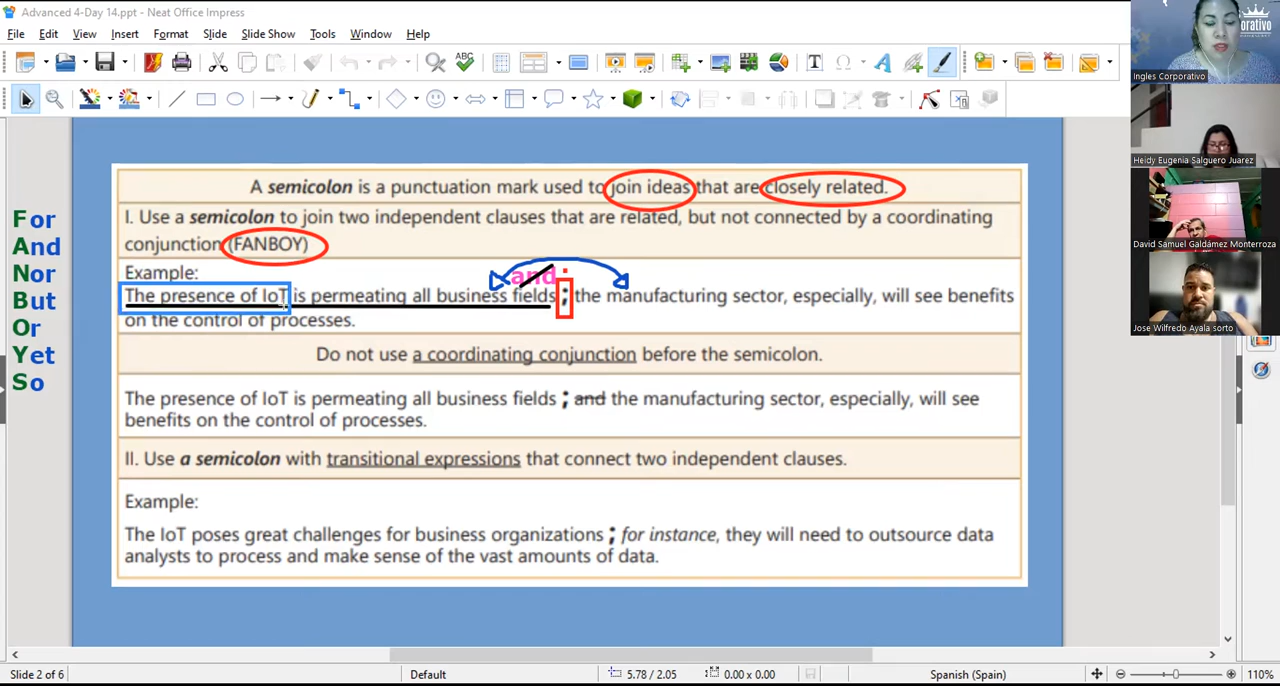 Advanced 4-Day 14.ppt - Neat Office Impress
File Edit View Insert Format Slide Slide Show Tools Window Help
For
And
Nor
But
Or
Yet
So
A semicolon is a punctuation mark used to join ideas that are closely related.
I. Use a semicolon to join two independent clauses that are related, but not connected by a coordinating
conjunction (FANBOY)
Example:
and
The presence of IoT is permeating all business fields ; the manufacturing sector, especially, will see benefits
on the control of processes.
Do not use a coordinating conjunction before the semicolon.
The presence of IoT is permeating all business fields ; and the manufacturing sector, especially, will see
benefits on the control of processes.
II. Use a semicolon with transitional expressions that connect two independent clauses.
Example:
The IoT poses great challenges for business organizations ; for instance, they will need to outsource data
analysts to process and make sense of the vast amounts of data.
Slide 2 of 6 Default 5.78 / 2.05 0.00 x 0.00 Spanish (Spain) 110%
orativo
Ingles Corporativo
Heidy Eugenia Salguero Juarez
David Samuel Galdámez Monterroza
Jose Wilfredo Ayala sorto